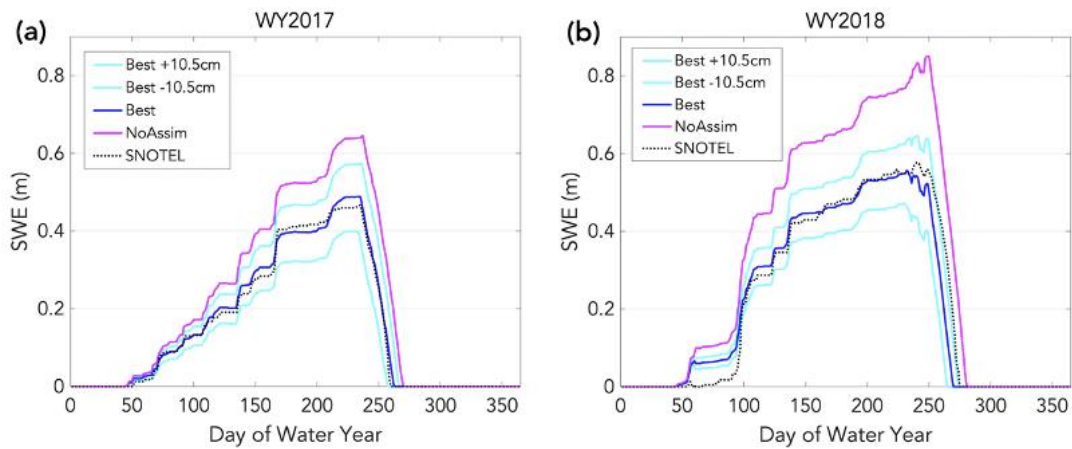 WY2017
(a)
Best +10.5cm
Best -10.5cm
Best
NoAssim
SNOTEL
0.8
0.6
0.4
0.2
0
SWE (m)
0 50 100 150 200 250 300 350
Day of Water Year
WY2018
(b)
Best +10.5cm
Best -10.5cm
Best
NoAssim
SNOTEL
0.8
0.6
0.4
0.2
0
SWE (m)
0 50 100 150 200 250 300 350
Day of Water Year